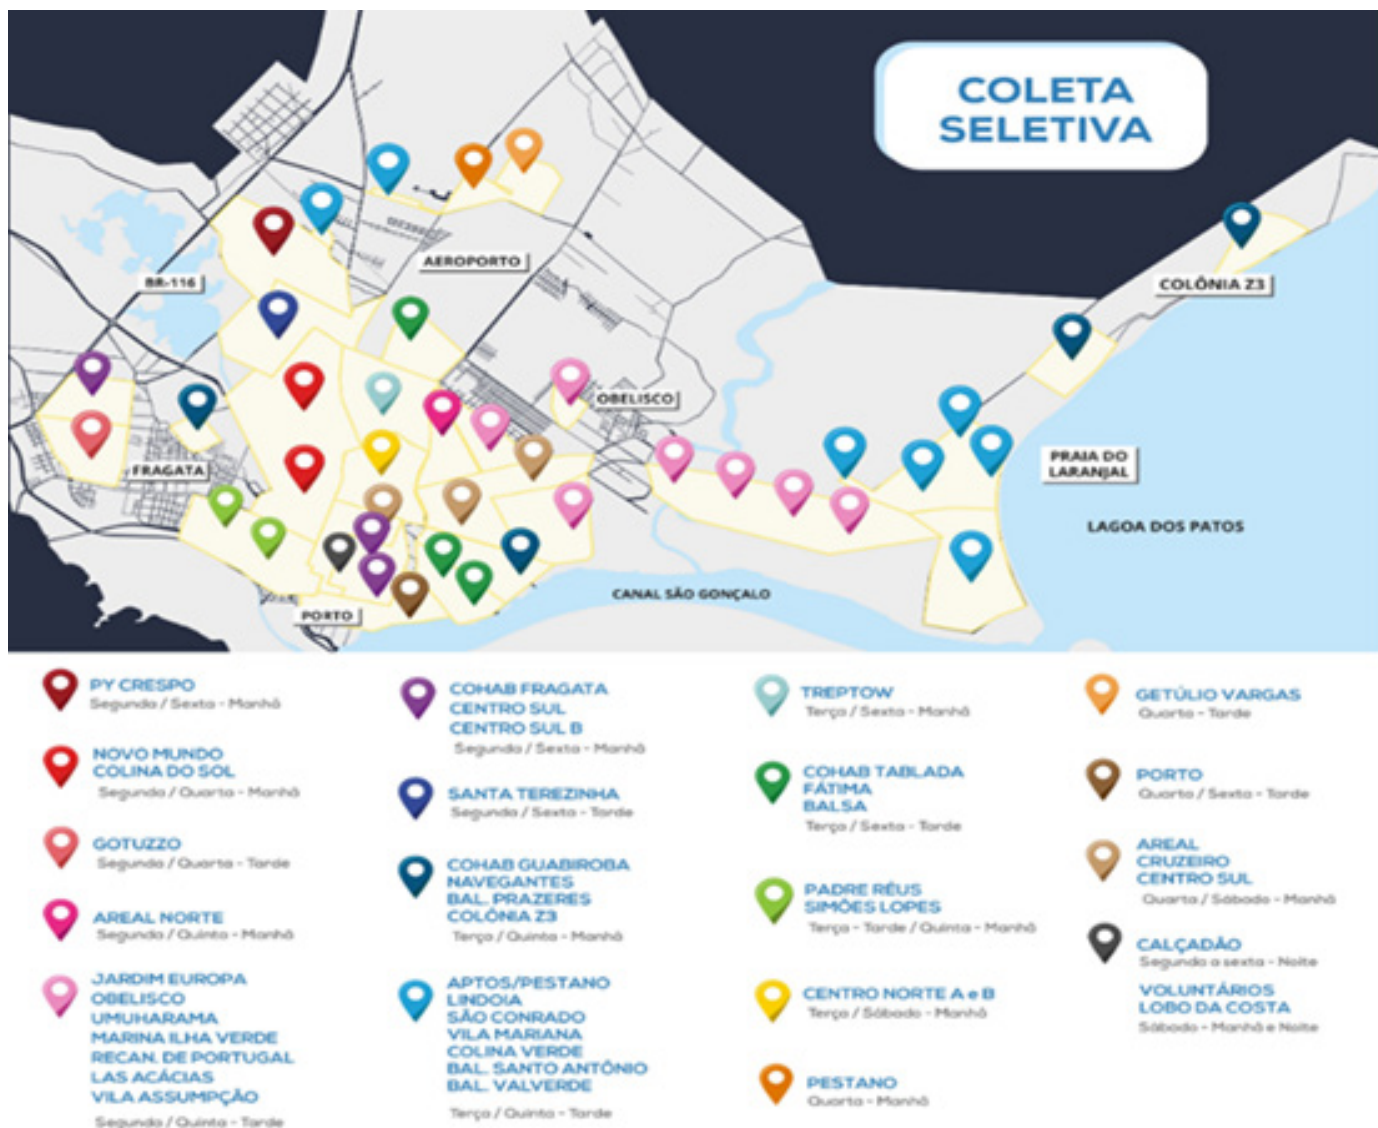 COLETA
SELETIVA
AEROPORTO
BR-116
COLÔNIA Z3
OBELISCO
FRAGATA
PRAIA DO
LARANJAL
LAGOA DOS PATOS
CANAL SÃO GONÇALO
PORTO
PY CRESPO
Segunda / Sexta - Manhã
NOVO MUNDO
COLINA DO SOL
Segunda / Quarta - Manhã
GOTUZZO
Segunda / Quarta - Tarde
AREAL NORTE
Segunda / Quinta - Manhã
JARDIM EUROPA
OBELISCO
UMUHARAMA
MARINA ILHA VERDE
RECAN. DE PORTUGAL
LAS ACÁCIAS
VILA ASSUMPÇÃO
Segunda / Quinta - Tarde
COHAB FRAGATA
CENTRO SUL
CENTRO SUL B
Segunda / Sexta - Manhã
SANTA TEREZINHA
Segunda / Sexta - Tarde
COHAB GUABIROBA
NAVEGANTES
BAL. PRAZERES
COLÔNIA Z3
Terça / Quinta - Manhã
APTOS/PESTANO
LINDOIA
SÃO CONRADO
VILA MARIANA
COLINA VERDE
BAL. SANTO ANTÔNIO
BAL. VALVERDE
Terça / Quinta - Tarde
TREPTOW
Terça / Sexta - Manhã
COHAB TABLADA
FÁTIMA
BALSA
Terça / Sexta - Tarde
PADRE RÉUS
SIMÕES LOPES
Terça - Tarde / Quinta - Manhã
CENTRO NORTE A e B
Terça / Sábado - Manhã
PESTANO
Quarta - Manhã
GETÚLIO VARGAS
Quarta - Tarde
PORTO
Quarta / Sexta - Tarde
AREAL
CRUZEIRO
CENTRO SUL
Quarta / Sábado - Manhã
CALÇADÃO
Segunda a sexta - Noite
VOLUNTÁRIOS
LOBO DA COSTA
Sábado - Manhã e Noite